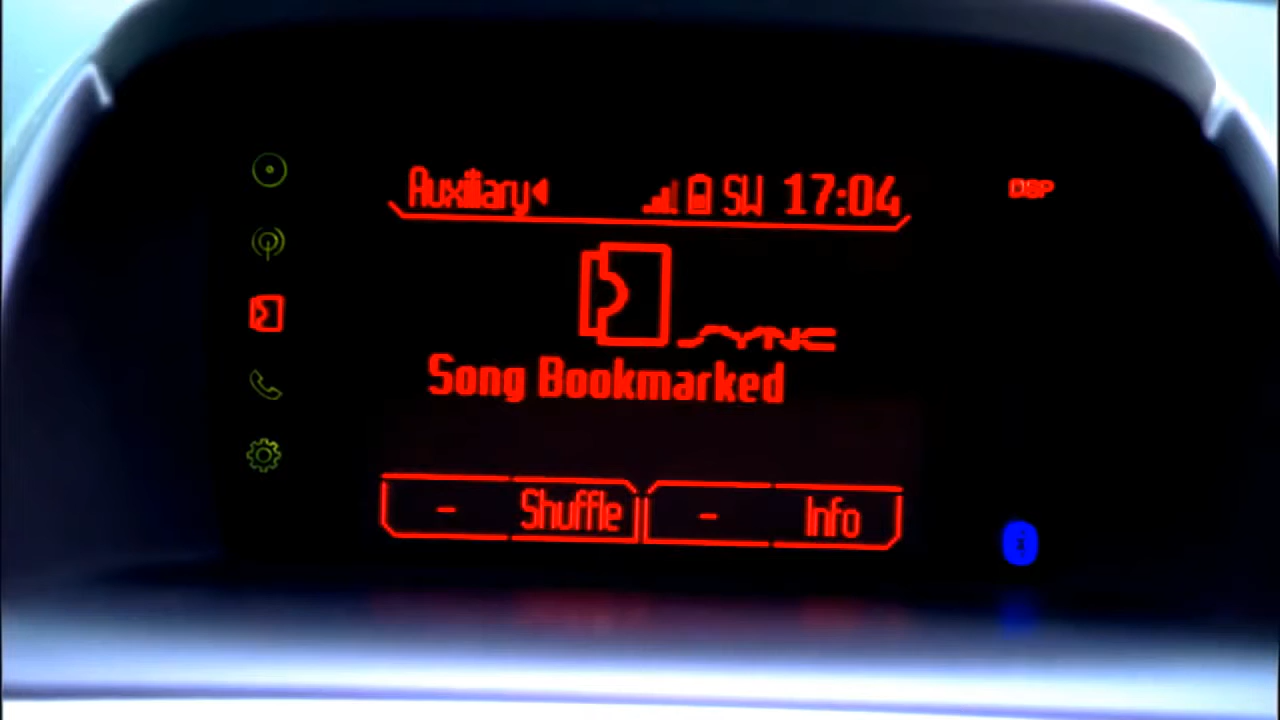 Auxiliary SW 17:04
DSP
SYNC
Song Bookmarked
- Shuffle - Info